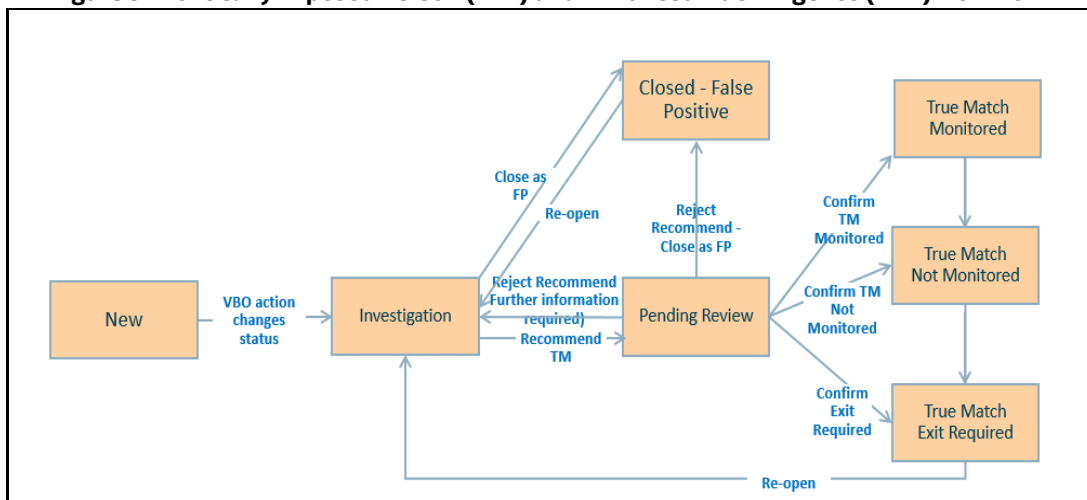 Closed - False
Positive
True Match
Monitored
Close as
FP
Re-open
Reject
Recommend -
Close as FP
Confirm
TM
Monitored
True Match
Not Monitored
New
VBO action
changes
status
Investigation
Reject Recommend
Further information
required)
Recommend
TM
Pending Review
Confirm TM
Not
Monitored
Confirm
Exit
Required
True Match
Exit Required
Re-open